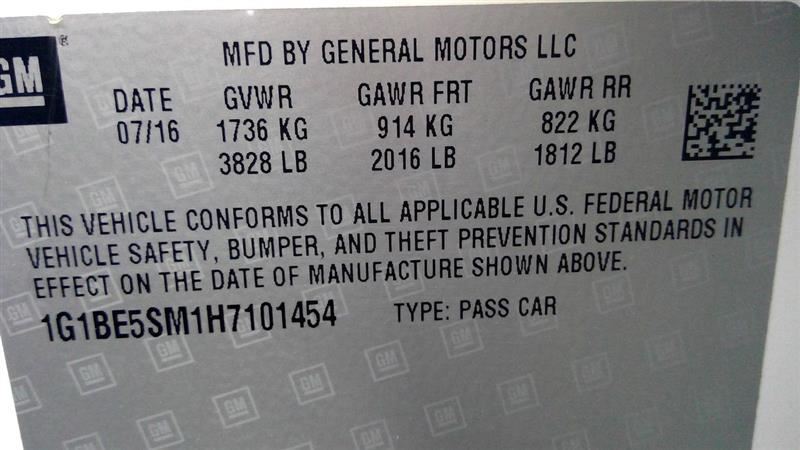 GM
MFD BY GENERAL MOTORS LLC
DATE GVWR GAWR FRT GAWR RR
07/16 1736 KG 914 KG 822 KG
3828 LB 2016 LB 1812 LB
THIS VEHICLE CONFORMS TO ALL APPLICABLE U.S. FEDERAL MOTOR
VEHICLE SAFETY, BUMPER, AND THEFT PREVENTION STANDARDS IN
EFFECT ON THE DATE OF MANUFACTURE SHOWN ABOVE.
1G1BE5SM1H7101454 TYPE: PASS CAR